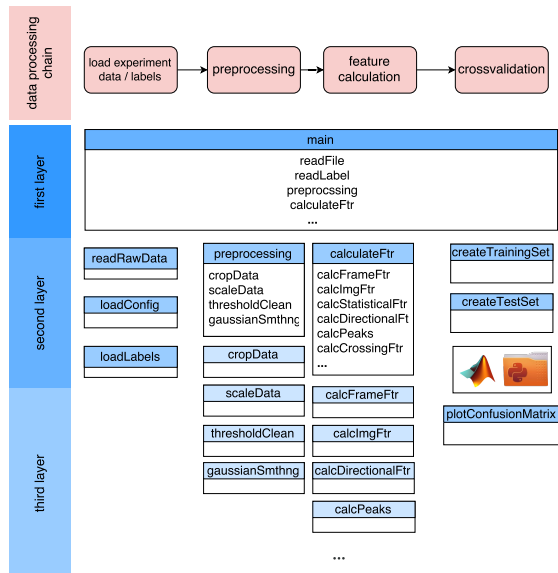 data processing
chain
load experiment
data / labels
preprocessing
feature
calculation
crossvalidation
first layer
main
readFile
readLabel
preprocssing
calculateFtr
...
second layer
readRawData
loadConfig
loadLabels
preprocessing
cropData
scaleData
thresholdClean
gaussianSmthng
cropData
calculateFtr
calcFrameFtr
calcImgFtr
calcStatisticalFtr
calcDirectionalFt
calcPeaks
calcCrossingFtr
...
createTrainingSet
createTestSet
third layer
scaleData
thresholdClean
gaussianSmthng
calcFrameFtr
calcImgFtr
calcDirectionalFtr
calcPeaks
...
plotConfusionMatrix